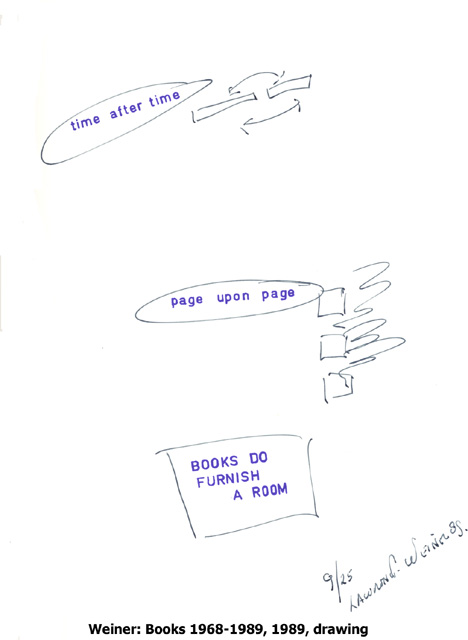 time after time
page upon page
BOOKS DO
FURNISH
A ROOM
9/25
LAWRENCE WEINER 89.
Weiner: Books 1968-1989, 1989, drawing